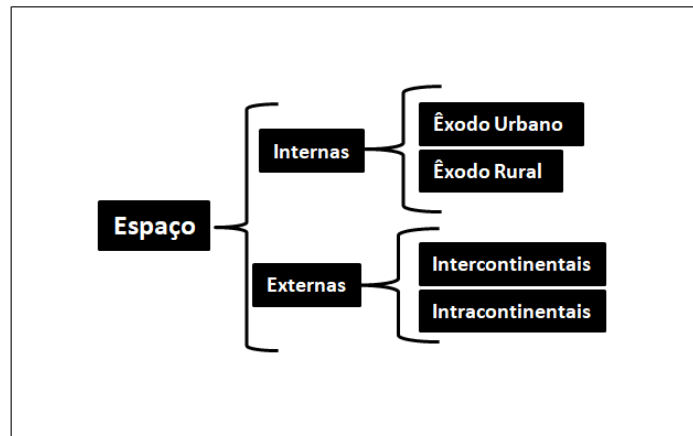 Espaço
Internas
Êxodo Urbano
Êxodo Rural
Externas
Intercontinentais
Intracontinentais